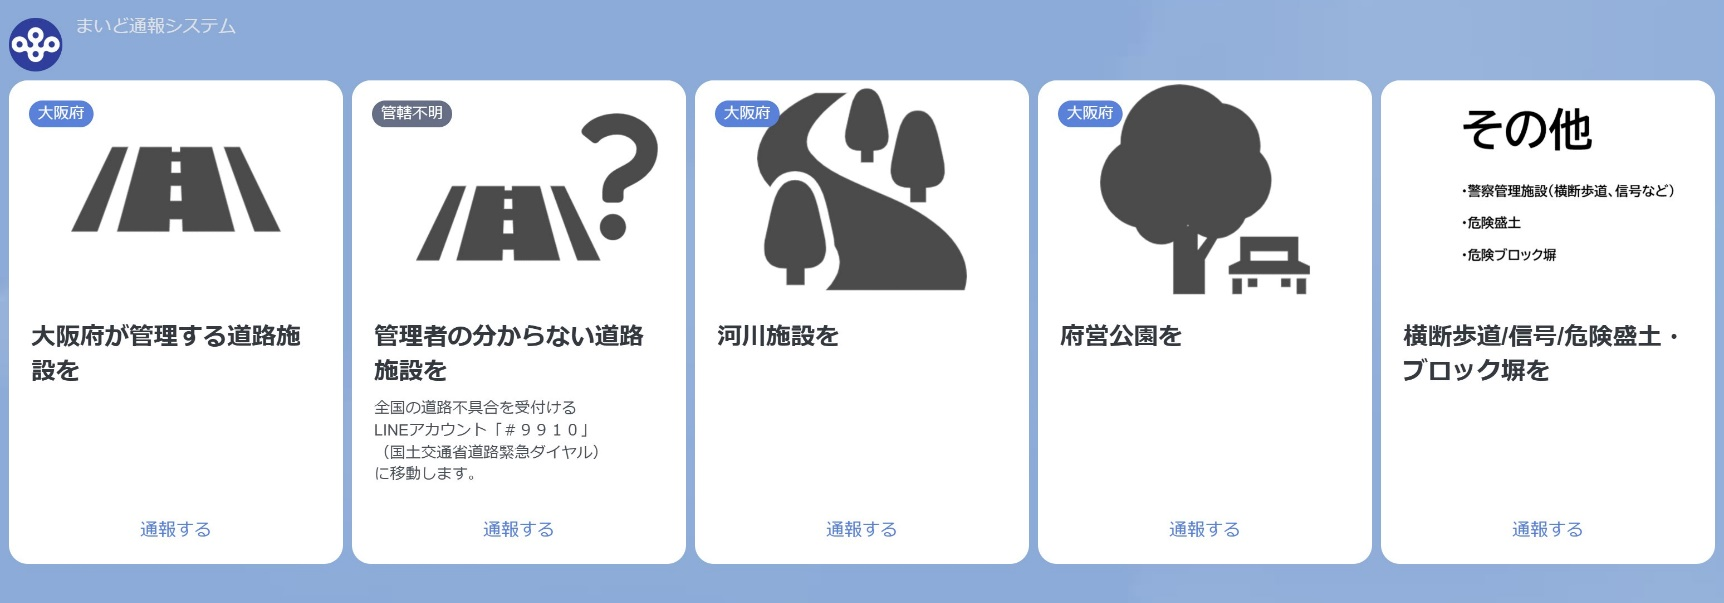 まいど通報システム
大阪府
大阪府が管理する道路施
設を
通報する
管轄不明
管理者の分からない道路
施設を
全国の道路不具合を受付ける
LINEアカウント「＃９９１０」
（国土交通省道路緊急ダイヤル）
に移動します。
通報する
大阪府
河川施設を
通報する
大阪府
府営公園を
通報する
その他
・警察管理施設（横断歩道、信号など）
・危険盛土
・危険ブロック塀
横断歩道/信号/危険盛土・
ブロック塀を
通報する